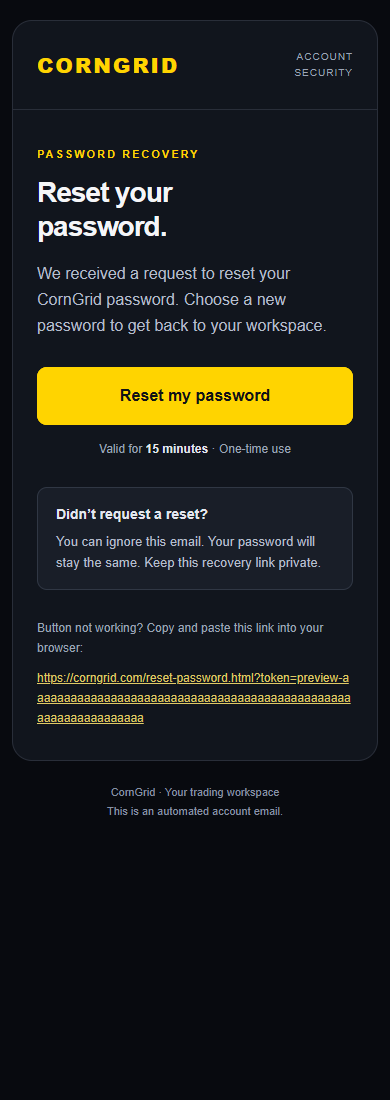 CORNGRID
ACCOUNT
SECURITY
PASSWORD RECOVERY
Reset your
password.
We received a request to reset your
CornGrid password. Choose a new
password to get back to your workspace.
Reset my password
Valid for 15 minutes · One-time use
Didn’t request a reset?
You can ignore this email. Your password will
stay the same. Keep this recovery link private.
Button not working? Copy and paste this link into your
browser:
https://corngrid.com/reset-password.html?token=preview-a
aaaaaaaaaaaaaaaaaaaaaaaaaaaaaaaaaaaaaaaaaaaaaaa
aaaaaaaaaaaaaaaa
CornGrid · Your trading workspace
This is an automated account email.